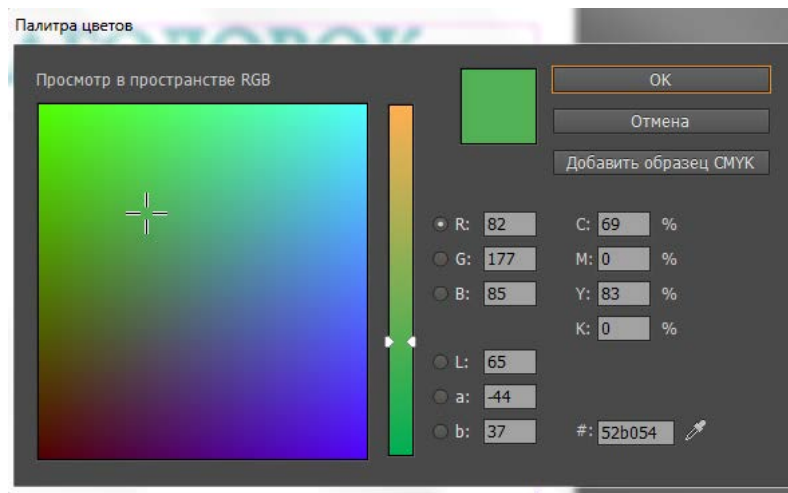 Палитра цветов
ГОЛОВОК
Просмотр в пространстве RGB
OK
Отмена
Добавить образец CMYK
R: 82 C: 69 %
G: 177 M: 0 %
B: 85 Y: 83 %
K: 0 %
L: 65
a: -44
b: 37 #: 52b054